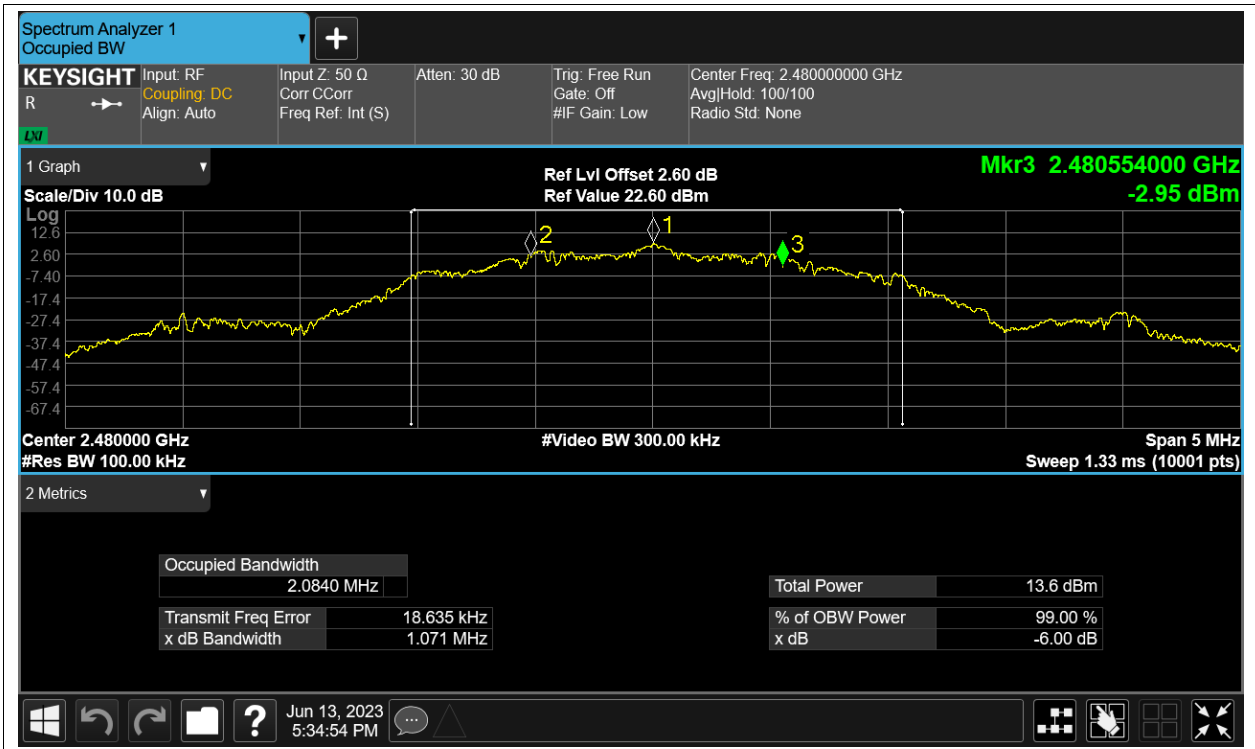 Spectrum Analyzer 1
Occupied BW
KEYSIGHT
R
LXI
Input: RF
Coupling: DC
Align: Auto
Input Z: 50 Ω
Corr CCorr
Freq Ref: Int (S)
Atten: 30 dB
Trig: Free Run
Gate: Off
#IF Gain: Low
Center Freq: 2.480000000 GHz
Avg|Hold: 100/100
Radio Std: None
1 Graph
Scale/Div 10.0 dB
Ref Lvl Offset 2.60 dB
Ref Value 22.60 dBm
Mkr3 2.480554000 GHz
-2.95 dBm
Log
12.6
2.60
-7.40
-17.4
-27.4
-37.4
-47.4
-57.4
-67.4
2
1
3
Center 2.480000 GHz
#Res BW 100.00 kHz
#Video BW 300.00 kHz
Span 5 MHz
Sweep 1.33 ms (10001 pts)
2 Metrics
Occupied Bandwidth
2.0840 MHz
Transmit Freq Error 18.635 kHz
x dB Bandwidth 1.071 MHz
Total Power 13.6 dBm
% of OBW Power 99.00 %
x dB -6.00 dB
?
Jun 13, 2023
5:34:54 PM